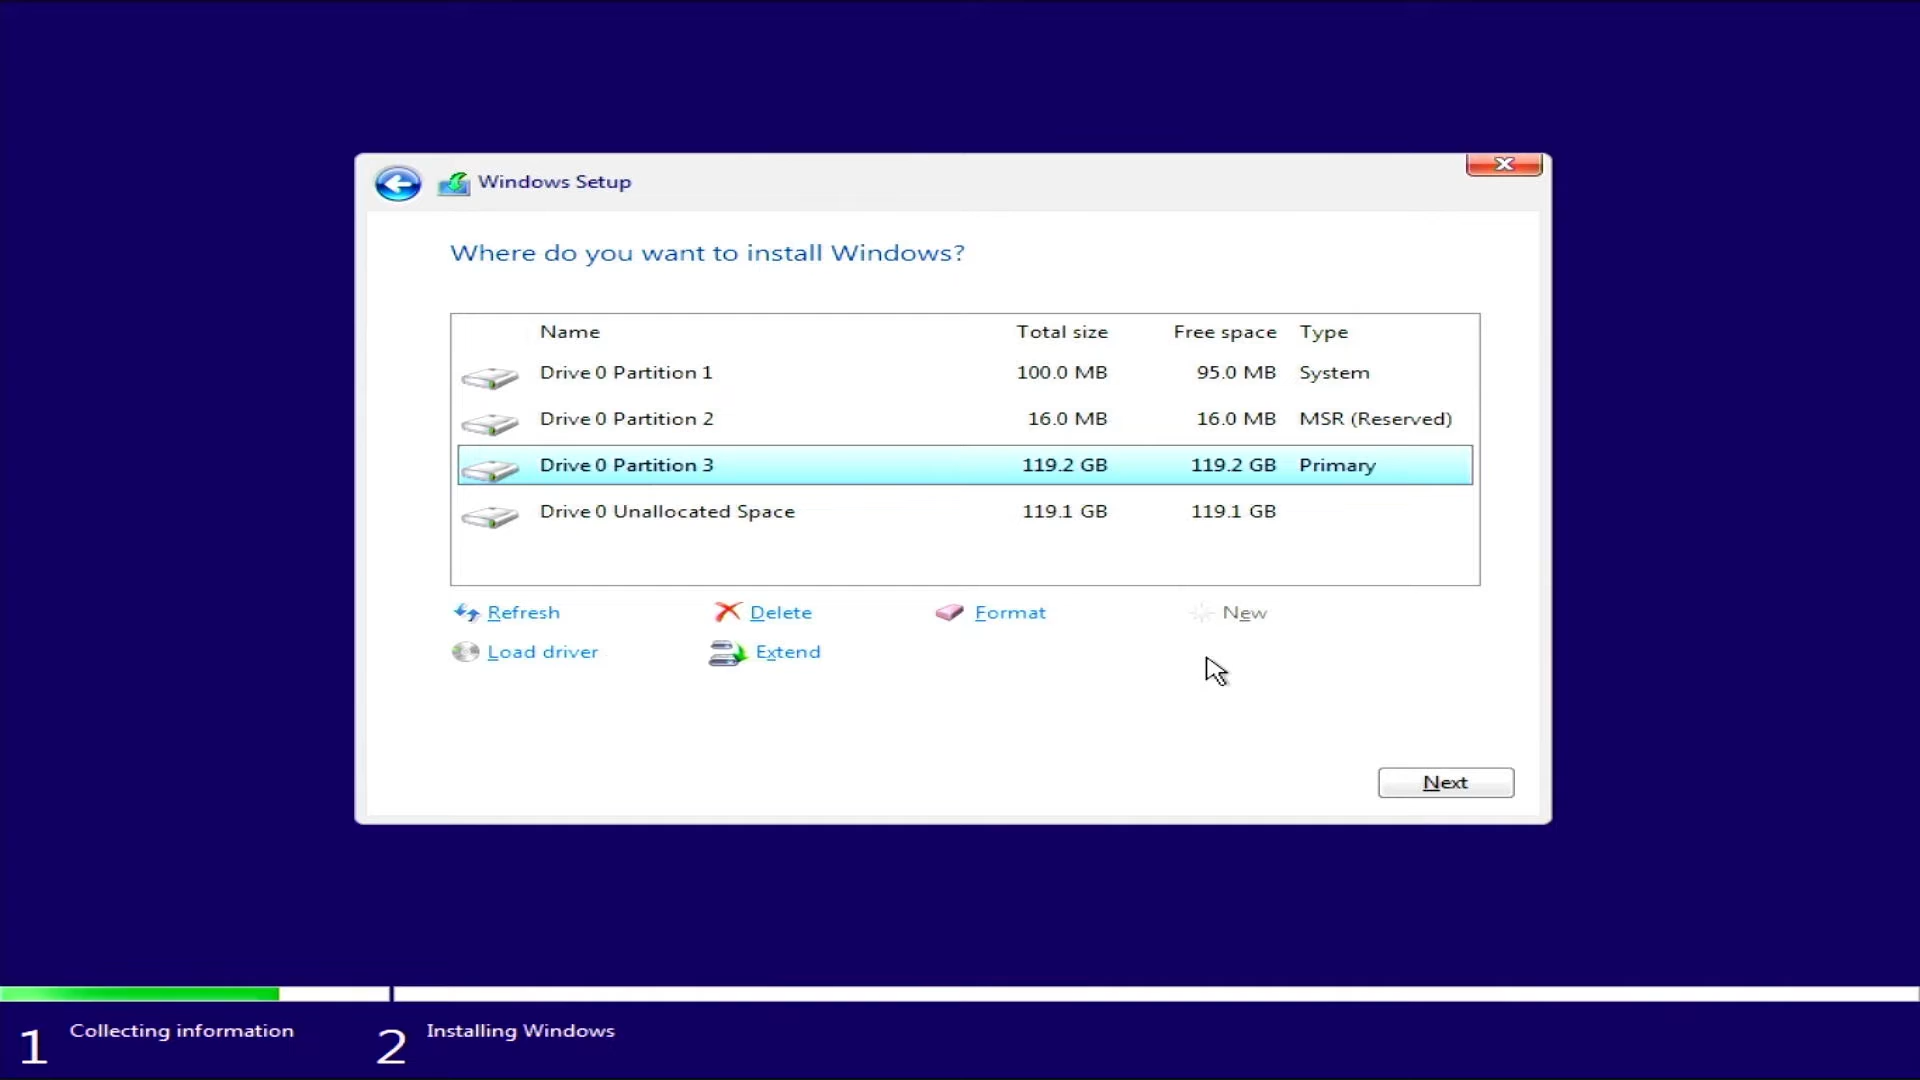 Windows Setup
Where do you want to install Windows?
Name Total size Free space Type
Drive 0 Partition 1 100.0 MB 95.0 MB System
Drive 0 Partition 2 16.0 MB 16.0 MB MSR (Reserved)
Drive 0 Partition 3 119.2 GB 119.2 GB Primary
Drive 0 Unallocated Space 119.1 GB 119.1 GB
Refresh Delete Format New
Load driver Extend
Next
1 Collecting information 2 Installing Windows